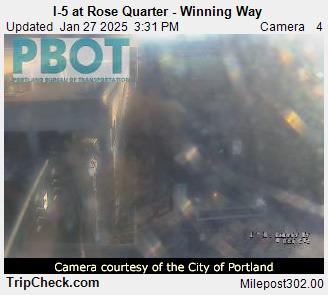 I-5 at Rose Quarter - Winning Way
Updated Jan 27 2025 3:31 PM Camera 4
PBOT
PORTLAND BUREAU OF TRANSPORTATION
Camera courtesy of the City of Portland
TripCheck.com Milepost302.00